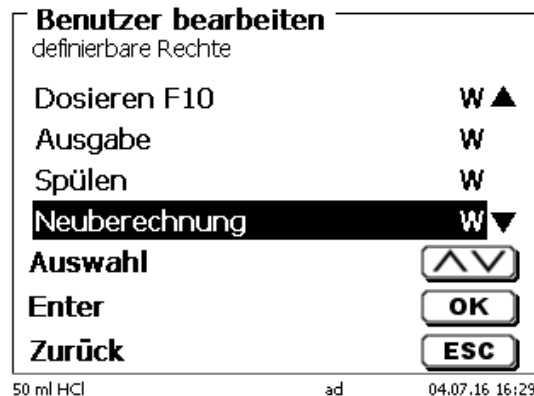 Benutzer bearbeiten
definierbare Rechte
Dosieren F10 W
Ausgabe W
Spülen W
Neuberechnung W
Auswahl
Enter OK
Zurück ESC
50 ml HCl ad 04.07.16 16:29